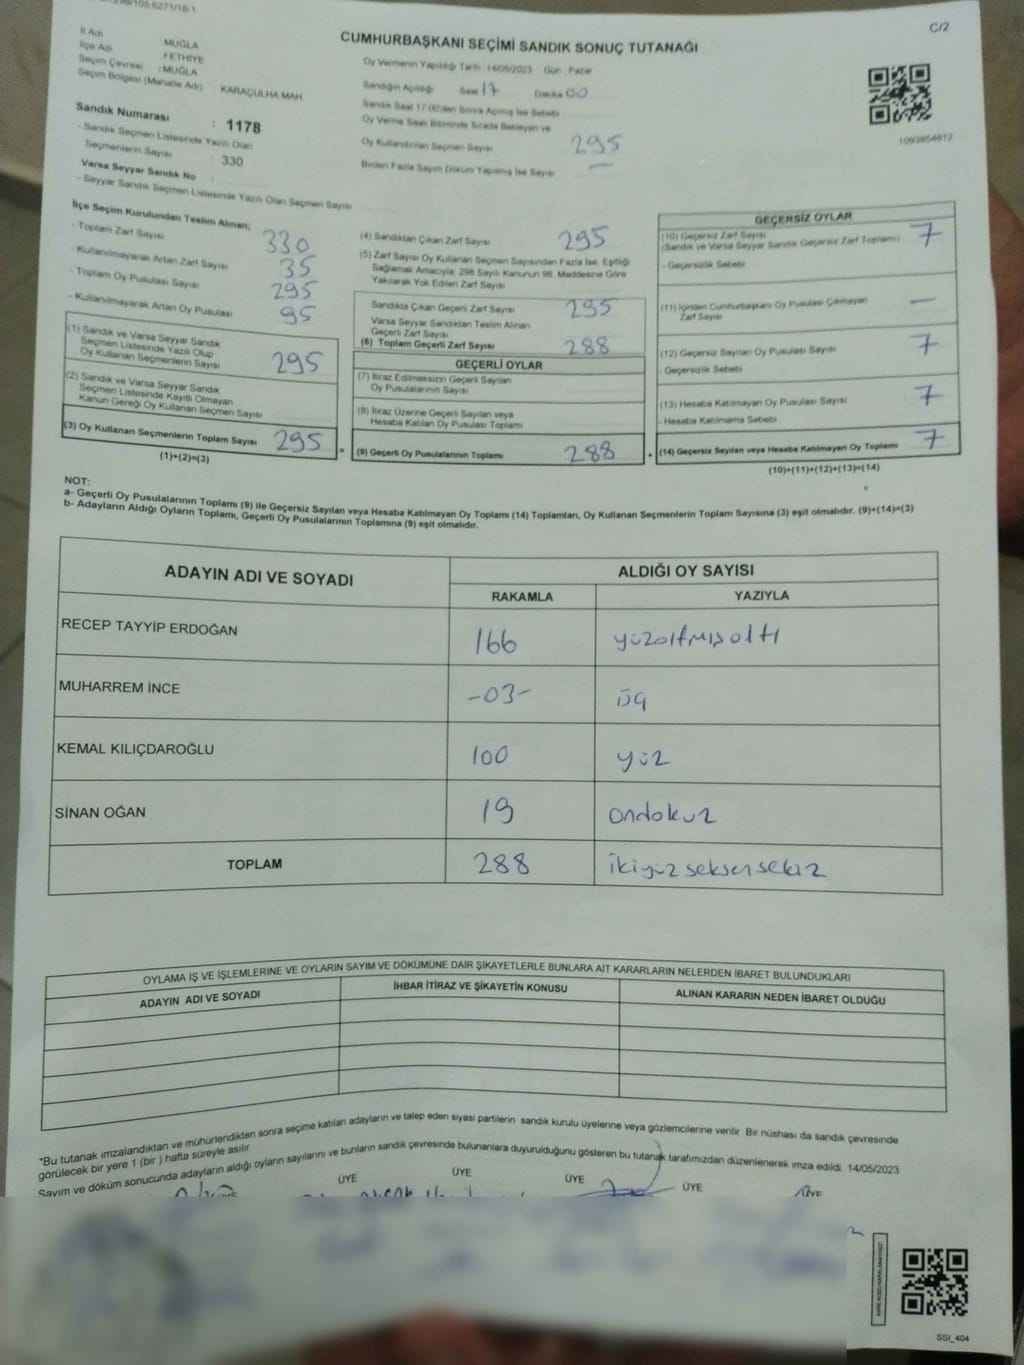 C/2
CUMHURBAŞKANI SEÇİMİ SANDIK SONUÇ TUTANAĞI
İl Adı MUĞLA
İlçe Adı FETHİYE
Seçim Çevresi : MUĞLA
Seçim Bölgesi (Mahalle Adı) : KARAÇULHA MAH
Sandık Numarası : 1178
- Sandık Seçmen Listesinde Yazılı Olan
Seçmenlerin Sayısı : 330
Varsa Seyyar Sandık No
- Seyyar Sandık Seçmen Listesinde Yazılı Olan Seçmen Sayısı
Oy Vermenin Yapıldığı Tarih : 14/05/2023 Gün : Pazar
Sandığın Açıldığı Saat 17 Dakika 00
Sandık Saat 17:00'den Sonra Açılmış İse Sebebi
Oy Verme Saati Bitiminde Sırada Bekleyen ve
Oy Kullandırılan Seçmen Sayısı 295
Birden Fazla Sayım Döküm Yapılmış İse Sayısı —
1093854612
İlçe Seçim Kurulundan Teslim Alınan;
- Toplam Zarf Sayısı 330
- Kullanılmayarak Artan Zarf Sayısı 35
- Toplam Oy Pusulası Sayısı 295
- Kullanılmayarak Artan Oy Pusulası 95
(1) Sandık ve Varsa Seyyar Sandık
Seçmen Listesinde Yazılı Olup
Oy Kullanan Seçmenlerin Sayısı 295
(2) Sandık ve Varsa Seyyar Sandık
Seçmen Listesinde Kayıtlı Olmayan
Kanun Gereği Oy Kullanan Seçmen Sayısı
(3) Oy Kullanan Seçmenlerin Toplam Sayısı 295 =
(1)+(2)=(3)
(4) Sandıktan Çıkan Zarf Sayısı 295
(5) Zarf Sayısı Oy Kullanan Seçmen Sayısından Fazla İse, Eşitliği
Sağlamak Amacıyla, 298 Sayılı Kanunun 98. Maddesine Göre
Yakılarak Yok Edilen Zarf Sayısı
Sandıkta Çıkan Geçerli Zarf Sayısı 295
Varsa Seyyar Sandıktan Teslim Alınan
Geçerli Zarf Sayısı
(6) Toplam Geçerli Zarf Sayısı 288
GEÇERLİ OYLAR
(7) İtiraz Edilmeksizin Geçerli Sayılan
Oy Pusulalarının Sayısı
(8) İtiraz Üzerine Geçerli Sayılan veya
Hesaba Katılan Oy Pusulası Toplamı
(9) Geçerli Oy Pusulalarının Toplamı 288 +
GEÇERSİZ OYLAR
(10) Geçersiz Zarf Sayısı 7
(Sandık ve Varsa Seyyar Sandık Geçersiz Zarf Toplamı)
- Geçersizlik Sebebi
(11) İçinden Cumhurbaşkanı Oy Pusulası Çıkmayan —
Zarf Sayısı
(12) Geçersiz Sayılan Oy Pusulası Sayısı 7
- Geçersizlik Sebebi
(13) Hesaba Katılmayan Oy Pusulası Sayısı 7
- Hesaba Katılmama Sebebi
(14) Geçersiz Sayılan veya Hesaba Katılmayan Oy Toplamı 7
(10)+(11)+(12)+(13)=(14)
NOT:
a- Geçerli Oy Pusulalarının Toplamı (9) ile Geçersiz Sayılan veya Hesaba Katılmayan Oy Toplamı (14) Toplamları, Oy Kullanan Seçmenlerin Toplam Sayısına (3) eşit olmalıdır. (9)+(14)=(3)
b- Adayların Aldığı Oyların Toplamı, Geçerli Oy Pusulalarının Toplamına (9) eşit olmalıdır.
ADAYIN ADI VE SOYADI ALDIĞI OY SAYISI
RAKAMLA YAZIYLA
RECEP TAYYİP ERDOĞAN 166 yüzaltmışaltı
MUHARREM İNCE -03- üç
KEMAL KILIÇDAROĞLU 100 yüz
SİNAN OĞAN 19 ondokuz
TOPLAM 288 ikiyüzseksensekiz
OYLAMA İŞ VE İŞLEMLERİNE VE OYLARIN SAYIM VE DÖKÜMÜNE DAİR ŞİKAYETLERLE BUNLARA AİT KARARLARIN NELERDEN İBARET BULUNDUKLARI
ADAYIN ADI VE SOYADI İHBAR İTİRAZ VE ŞİKAYETİN KONUSU ALINAN KARARIN NEDEN İBARET OLDUĞU
*Bu tutanak imzalandıktan ve mühürlendikten sonra seçime katılan adayların ve talep eden siyasi partilerin sandık kurulu üyelerine veya gözlemcilerine verilir. Bir nüshası da sandık çevresinde
görülecek bir yere 1 (bir ) hafta süreyle asılır
Sayım ve döküm sonucunda adayların aldığı oyların sayılarını ve bunların sandık çevresinde bulunanlara duyurulduğunu gösteren bu tutanak tarafımızdan düzenlenerek imza edildi. 14/05/2023
ÜYE ÜYE ÜYE ÜYE ÜYE
SSİ_404